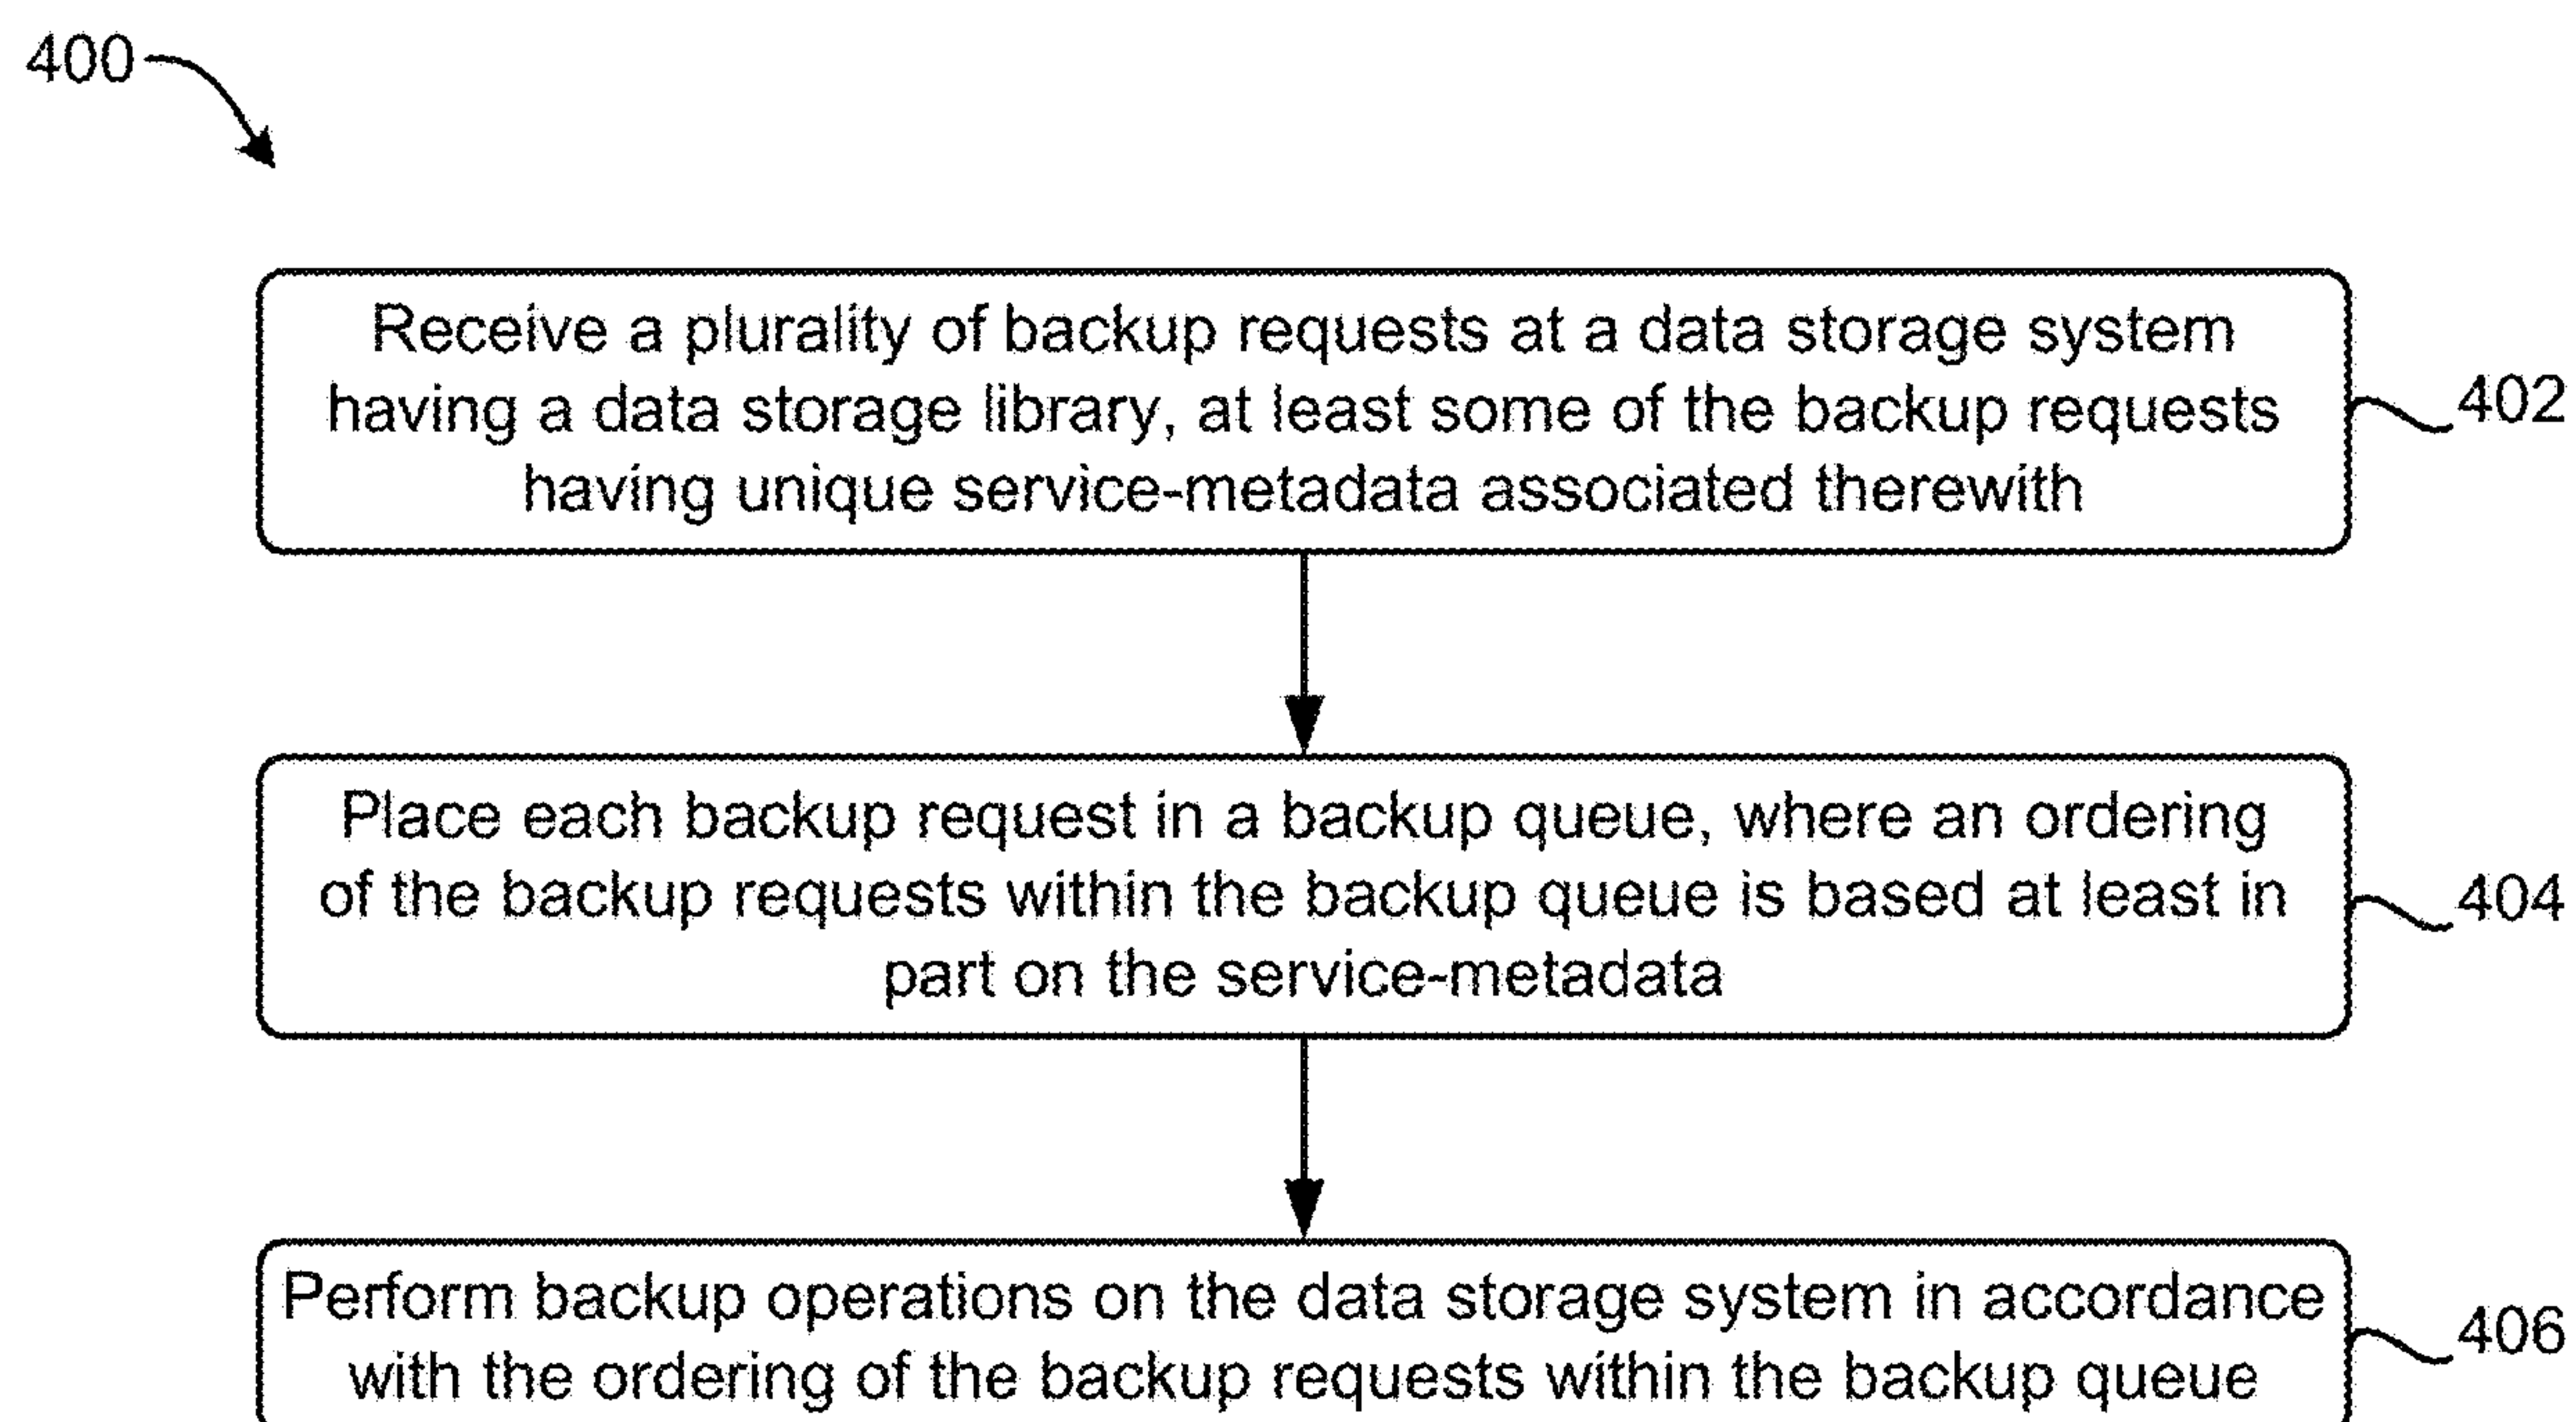 400
Receive a plurality of backup requests at a data storage system
having a data storage library, at least some of the backup requests
having unique service-metadata associated therewith
402
Place each backup request in a backup queue, where an ordering
of the backup requests within the backup queue is based at least in
part on the service-metadata
404
Perform backup operations on the data storage system in accordance
with the ordering of the backup requests within the backup queue
406